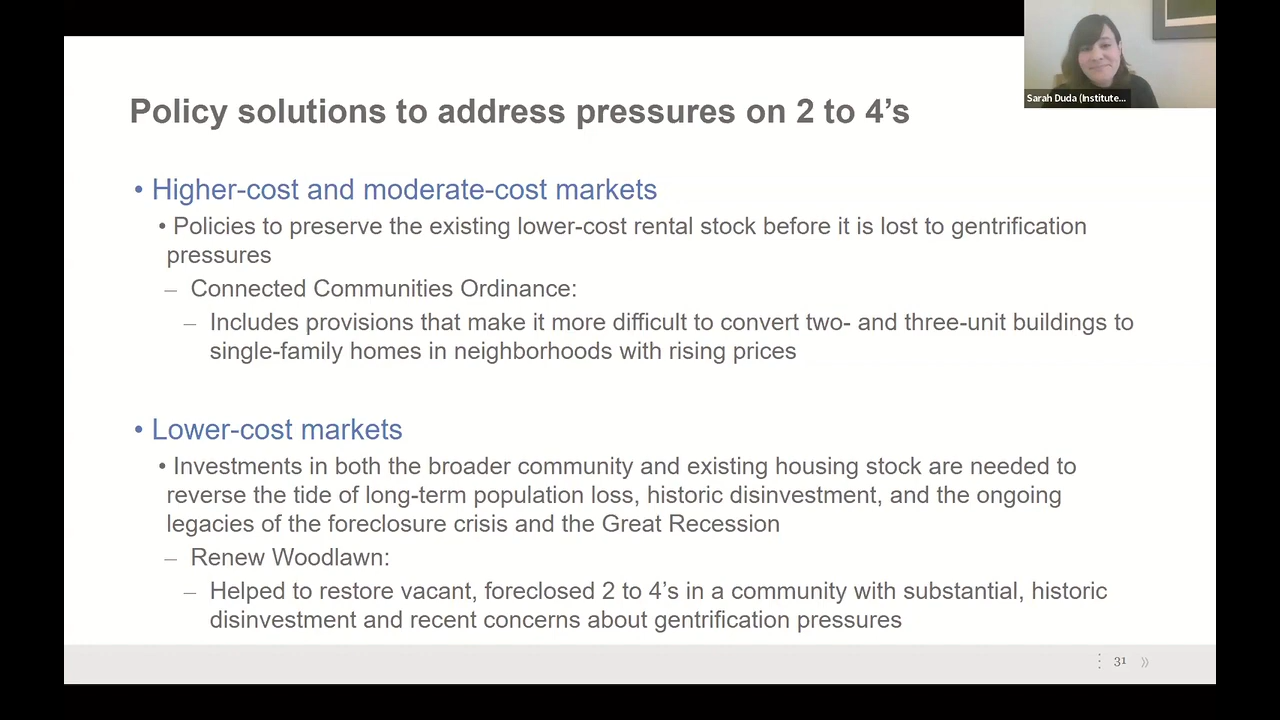 Sarah Duda (Institute...
Policy solutions to address pressures on 2 to 4’s
• Higher-cost and moderate-cost markets
• Policies to preserve the existing lower-cost rental stock before it is lost to gentrification
pressures
– Connected Communities Ordinance:
– Includes provisions that make it more difficult to convert two- and three-unit buildings to
single-family homes in neighborhoods with rising prices
• Lower-cost markets
• Investments in both the broader community and existing housing stock are needed to
reverse the tide of long-term population loss, historic disinvestment, and the ongoing
legacies of the foreclosure crisis and the Great Recession
– Renew Woodlawn:
– Helped to restore vacant, foreclosed 2 to 4’s in a community with substantial, historic
disinvestment and recent concerns about gentrification pressures
31